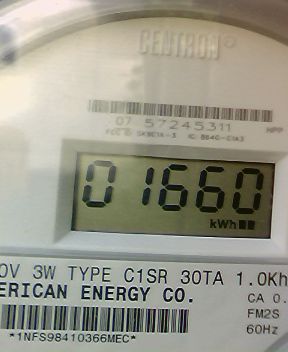 CENTRON®
07 57245311 HPP
01660
kWh
0V 3W TYPE C1SR 30TA 1.0Kh
ERICAN ENERGY CO.
CA 0.
FM2S
60Hz
*1NFS98410366MEC*